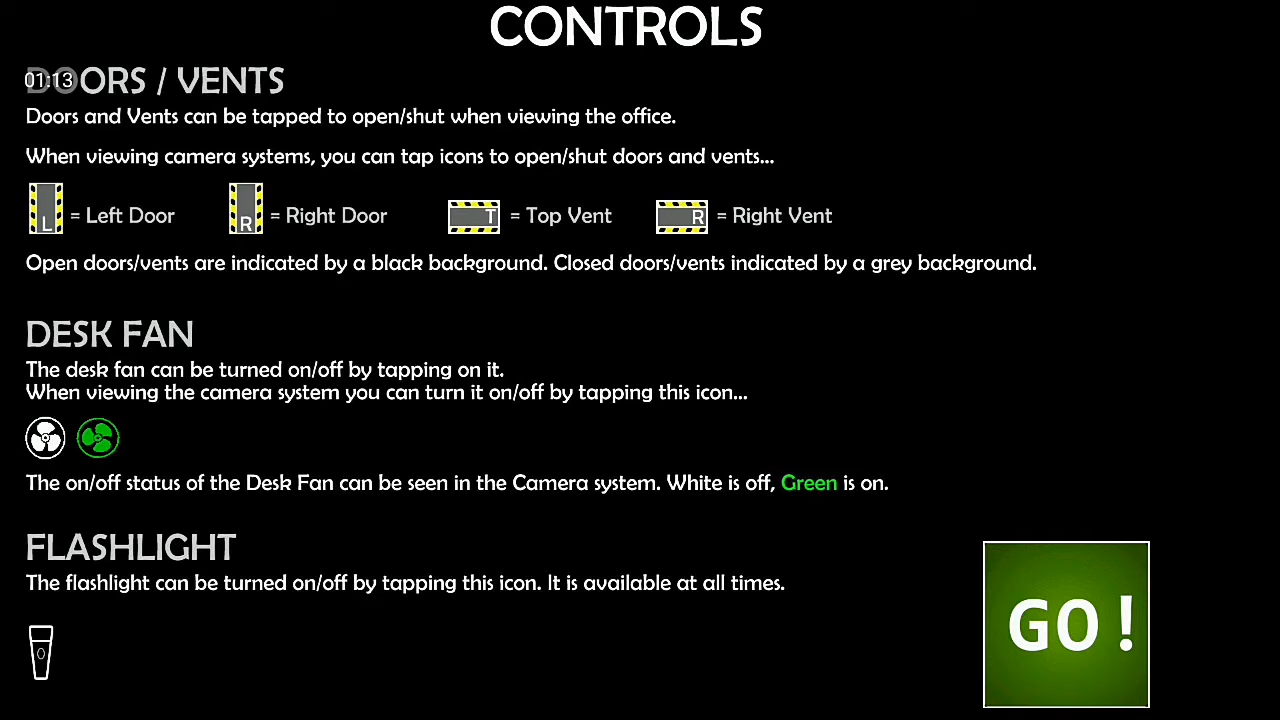 CONTROLS
01:13
DOORS / VENTS
Doors and Vents can be tapped to open/shut when viewing the office.
When viewing camera systems, you can tap icons to open/shut doors and vents...
L = Left Door R = Right Door T = Top Vent R = Right Vent
Open doors/vents are indicated by a black background. Closed doors/vents indicated by a grey background.
DESK FAN
The desk fan can be turned on/off by tapping on it.
When viewing the camera system you can turn it on/off by tapping this icon...
The on/off status of the Desk Fan can be seen in the Camera system. White is off, Green is on.
FLASHLIGHT
The flashlight can be turned on/off by tapping this icon. It is available at all times.
GO!